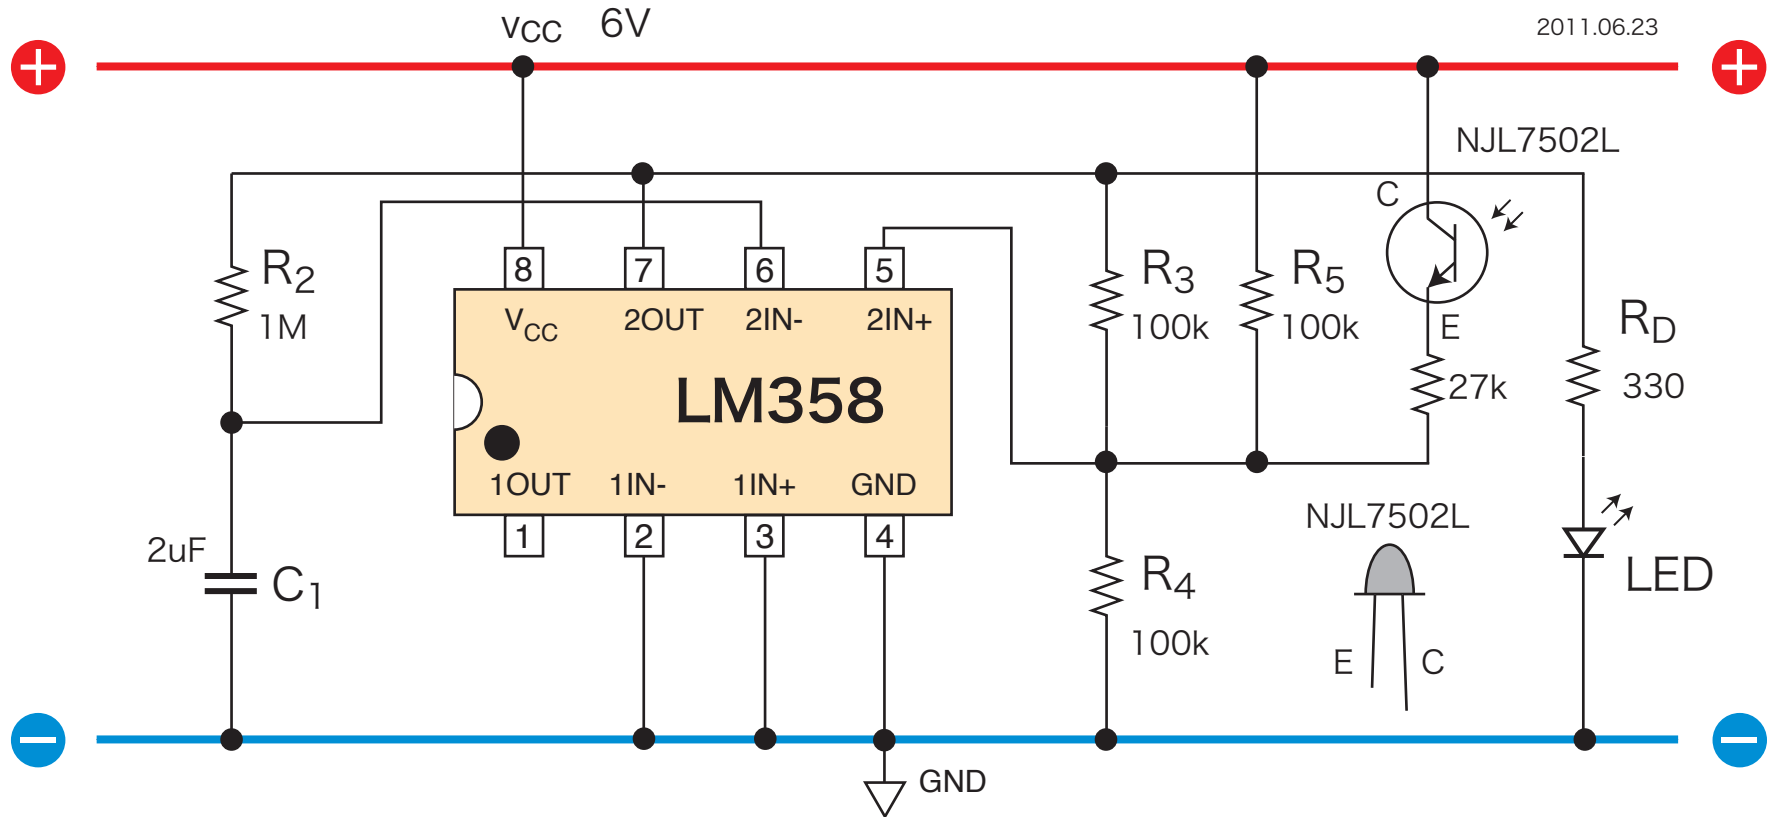 vCC 6V
2011.06.23
NJL7502L
C
R2
1M
8
7
6
5
VCC
2OUT
2IN-
2IN+
R3
100k
R5
100k
E
RD
330
27k
LM358
1OUT
1IN-
1IN+
GND
1
2
3
4
2uF
C1
NJL7502L
R4
100k
E
C
LED
GND